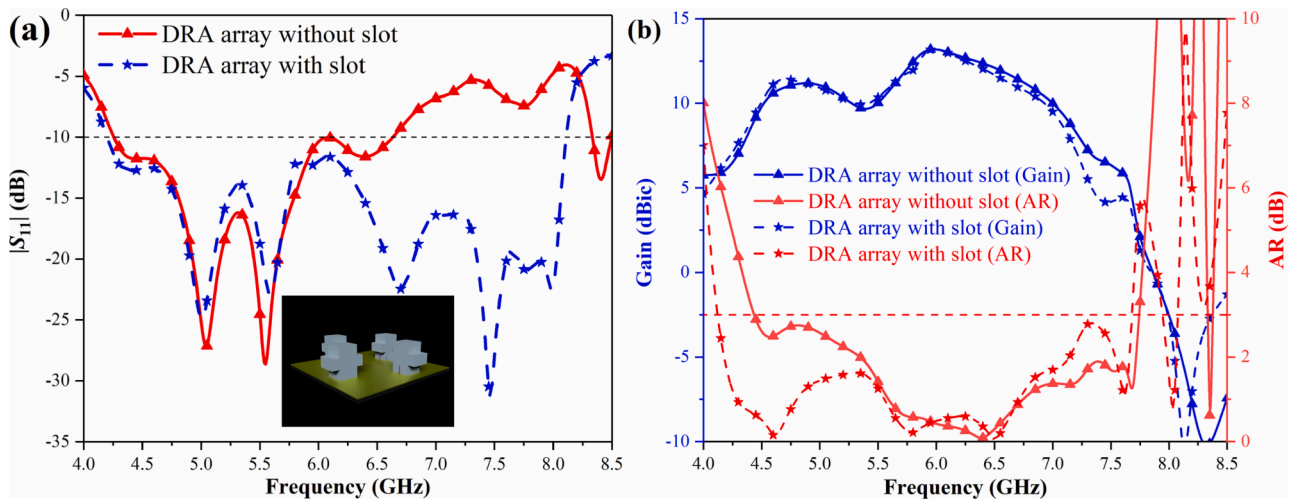 (a)
DRA array without slot
DRA array with slot
|S11| (dB)
0
-5
-10
-15
-20
-25
-30
-35
4.0 4.5 5.0 5.5 6.0 6.5 7.0 7.5 8.0 8.5
Frequency (GHz)
(b)
Gain (dBic)
15
10
5
0
-5
-10
DRA array without slot (Gain)
DRA array without slot (AR)
DRA array with slot (Gain)
DRA array with slot (AR)
10
8
6
4
2
0
AR (dB)
4.0 4.5 5.0 5.5 6.0 6.5 7.0 7.5 8.0 8.5
Frequency (GHz)